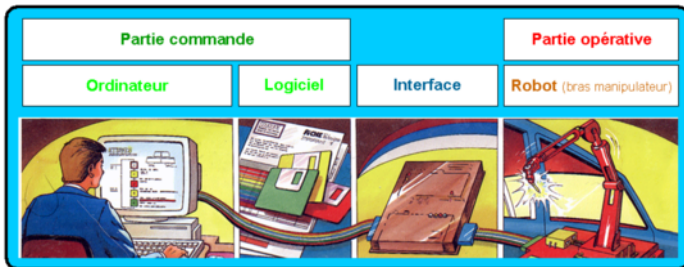 Partie commande
Partie opérative
Ordinateur
Logiciel
Interface
Robot (bras manipulateur)